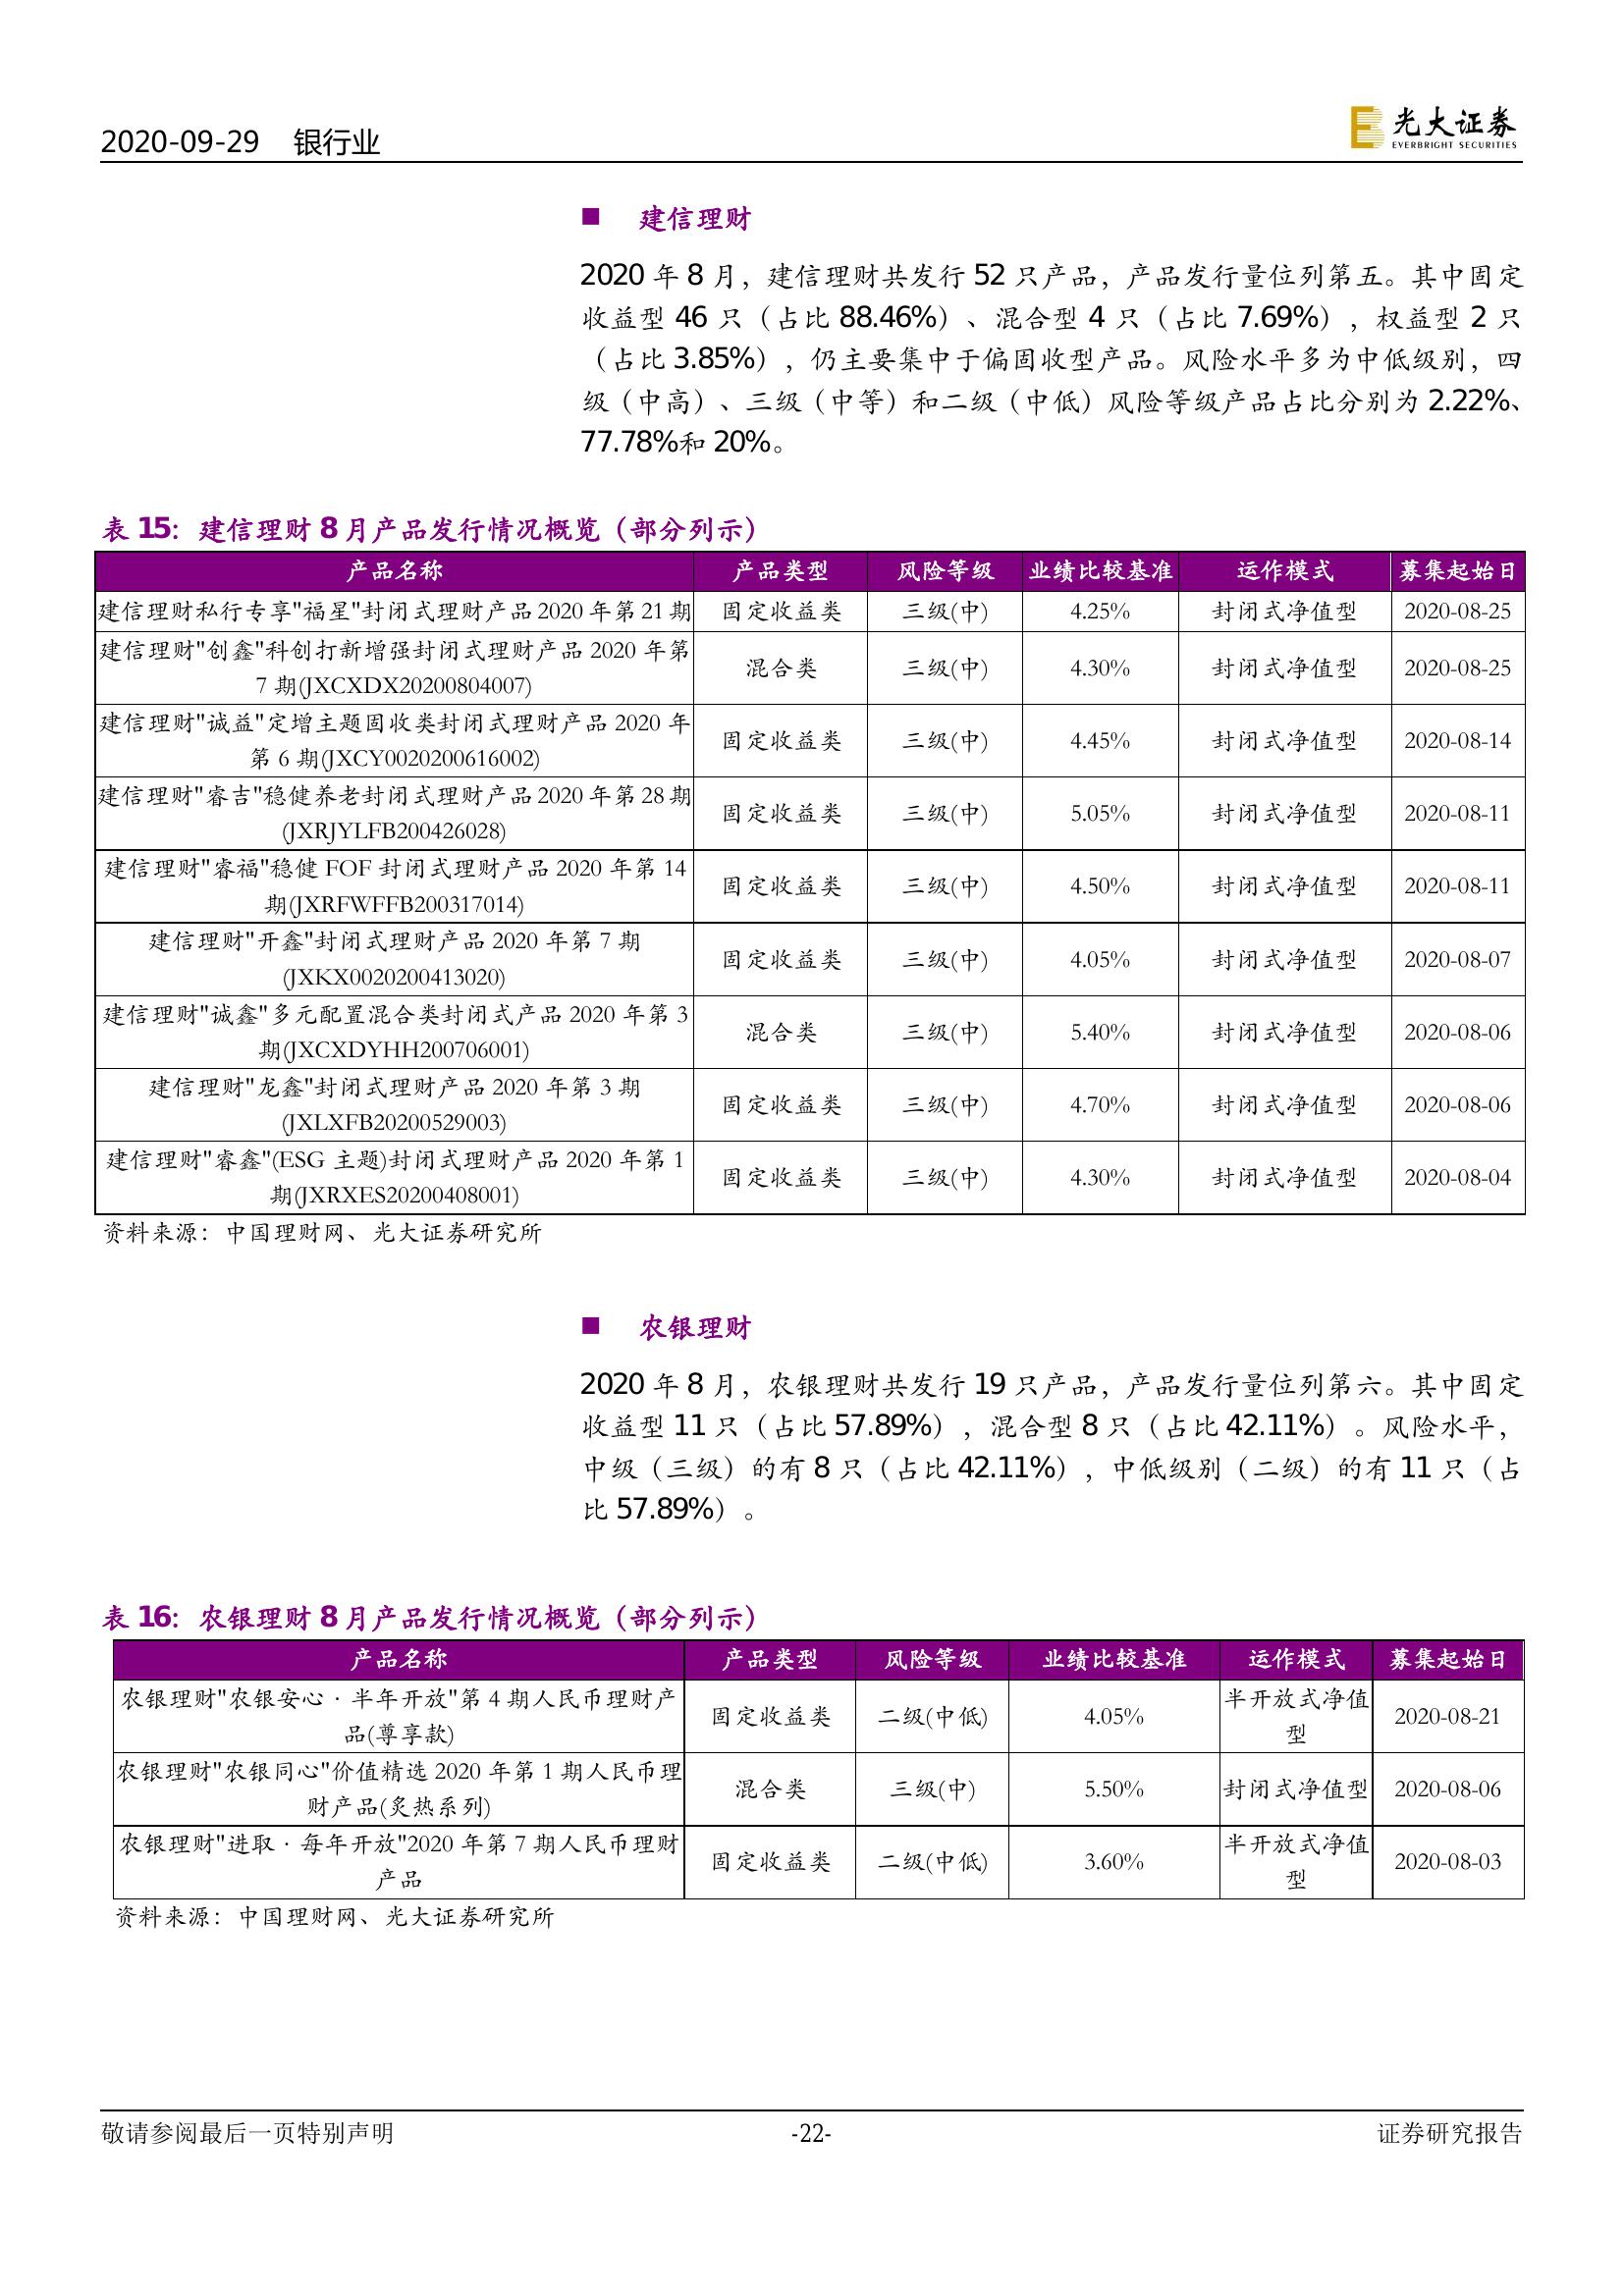 2020-09-29 银行业
光大证券
EVERBRIGHT SECURITIES
■ 建信理财
2020 年 8 月，建信理财共发行 52 只产品，产品发行量位列第五。其中固定
收益型 46 只（占比 88.46%）、混合型 4 只（占比 7.69%），权益型 2 只
（占比 3.85%），仍主要集中于偏固收型产品。风险水平多为中低级别，四
级（中高）、三级（中等）和二级（中低）风险等级产品占比分别为 2.22%、
77.78%和 20%。
表 15：建信理财 8 月产品发行情况概览（部分列示）
产品名称 产品类型 风险等级 业绩比较基准 运作模式 募集起始日
建信理财私行专享"福星"封闭式理财产品 2020 年第 21 期 固定收益类 三级(中) 4.25% 封闭式净值型 2020-08-25
建信理财"创鑫"科创打新增强封闭式理财产品 2020 年第
7 期(JXCXDX20200804007) 混合类 三级(中) 4.30% 封闭式净值型 2020-08-25
建信理财"诚益"定增主题固收类封闭式理财产品 2020 年
第 6 期(JXCY0020200616002) 固定收益类 三级(中) 4.45% 封闭式净值型 2020-08-14
建信理财"睿吉"稳健养老封闭式理财产品 2020 年第 28 期
(JXRJYLFB200426028) 固定收益类 三级(中) 5.05% 封闭式净值型 2020-08-11
建信理财"睿福"稳健 FOF 封闭式理财产品 2020 年第 14
期(JXRFWFFB200317014) 固定收益类 三级(中) 4.50% 封闭式净值型 2020-08-11
建信理财"开鑫"封闭式理财产品 2020 年第 7 期
(JXKX0020200413020) 固定收益类 三级(中) 4.05% 封闭式净值型 2020-08-07
建信理财"诚鑫"多元配置混合类封闭式产品 2020 年第 3
期(JXCXDYHH200706001) 混合类 三级(中) 5.40% 封闭式净值型 2020-08-06
建信理财"龙鑫"封闭式理财产品 2020 年第 3 期
(JXLXFB20200529003) 固定收益类 三级(中) 4.70% 封闭式净值型 2020-08-06
建信理财"睿鑫"(ESG 主题)封闭式理财产品 2020 年第 1
期(JXRXES20200408001) 固定收益类 三级(中) 4.30% 封闭式净值型 2020-08-04
资料来源：中国理财网、光大证券研究所
■ 农银理财
2020 年 8 月，农银理财共发行 19 只产品，产品发行量位列第六。其中固定
收益型 11 只（占比 57.89%），混合型 8 只（占比 42.11%）。风险水平，
中级（三级）的有 8 只（占比 42.11%），中低级别（二级）的有 11 只（占
比 57.89%）。
表 16：农银理财 8 月产品发行情况概览（部分列示）
产品名称 产品类型 风险等级 业绩比较基准 运作模式 募集起始日
农银理财"农银安心·半年开放"第 4 期人民币理财产 半开放式净值
品(尊享款) 固定收益类 二级(中低) 4.05% 型 2020-08-21
农银理财"农银同心"价值精选 2020 年第 1 期人民币理
财产品(炙热系列) 混合类 三级(中) 5.50% 封闭式净值型 2020-08-06
农银理财"进取·每年开放"2020 年第 7 期人民币理财 半开放式净值
产品 固定收益类 二级(中低) 3.60% 型 2020-08-03
资料来源：中国理财网、光大证券研究所
敬请参阅最后一页特别声明 -22- 证券研究报告